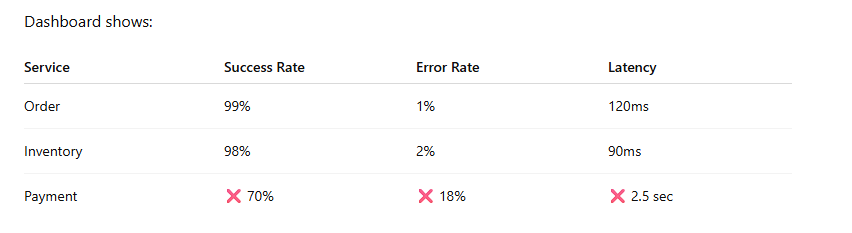 Dashboard shows:
Service Success Rate Error Rate Latency
Order 99% 1% 120ms
Inventory 98% 2% 90ms
Payment ❌ 70% ❌ 18% ❌ 2.5 sec